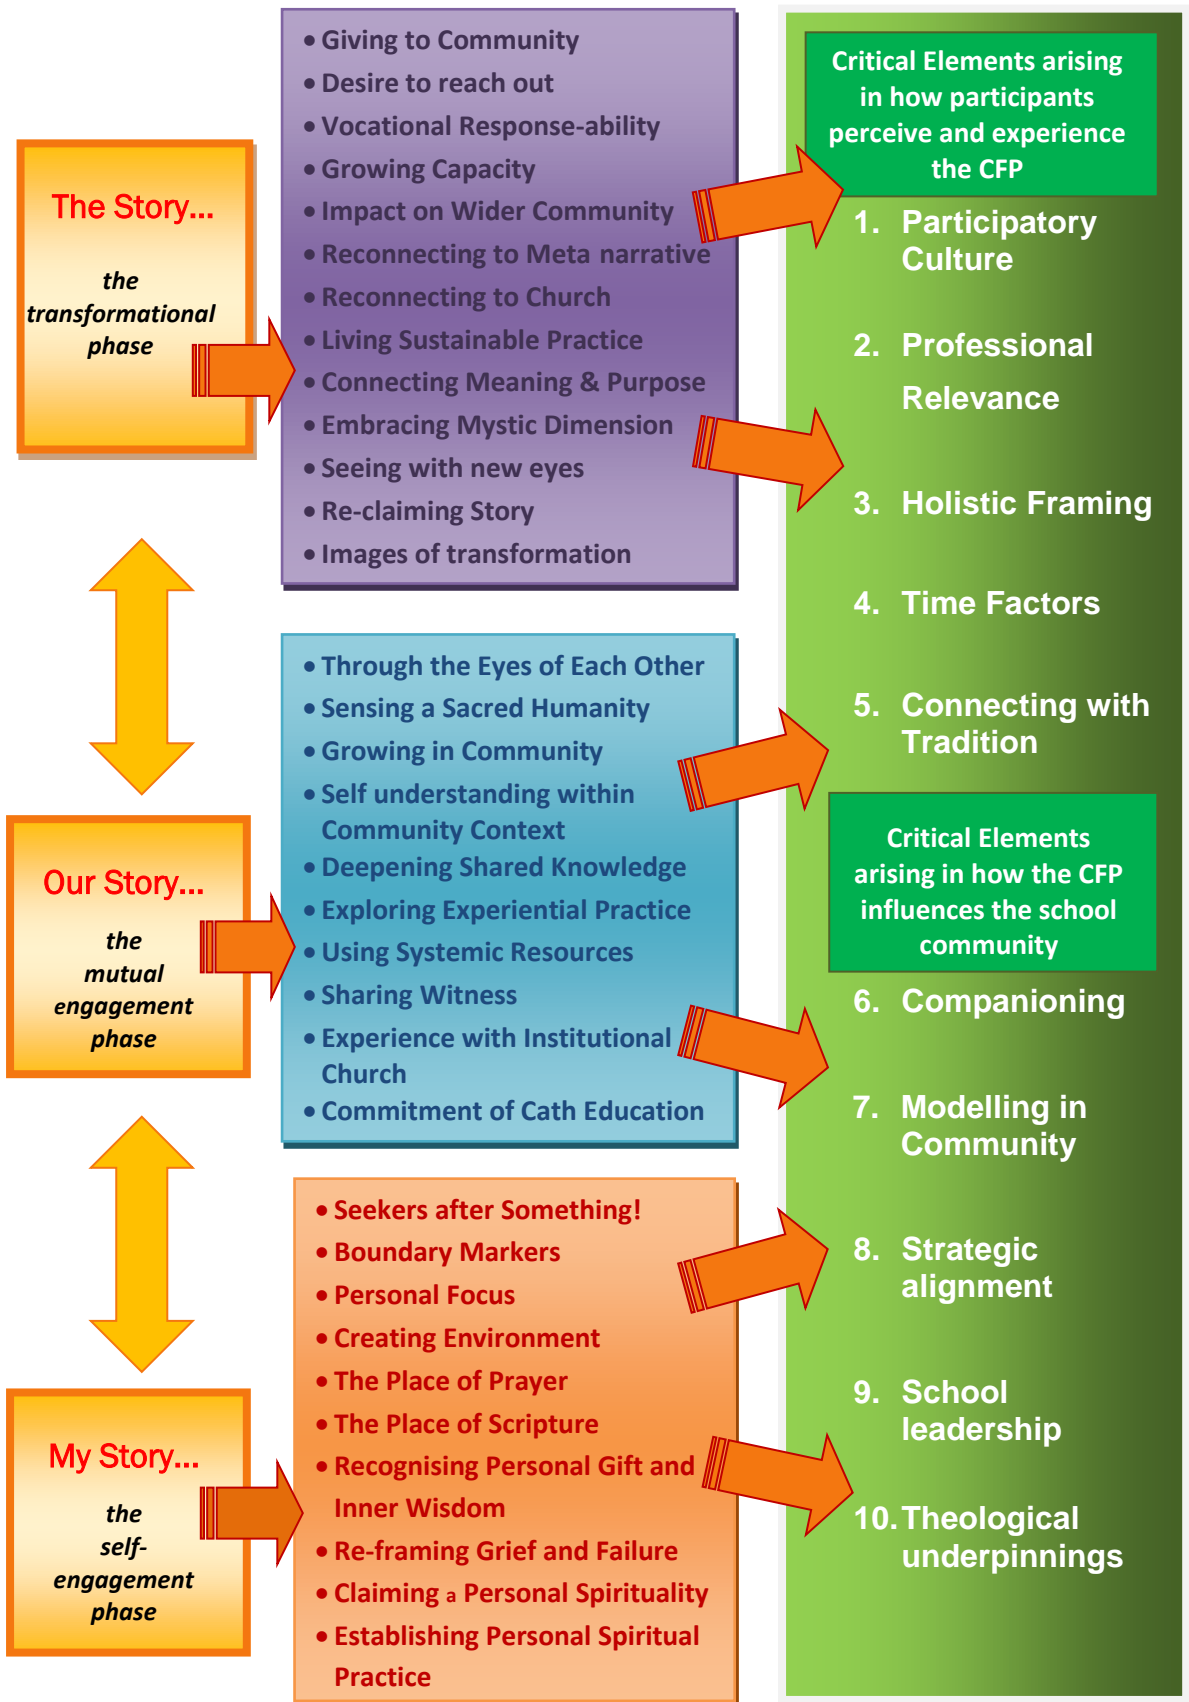 The Story...
the
transformational
phase
• Giving to Community
• Desire to reach out
• Vocational Response-ability
• Growing Capacity
• Impact on Wider Community
• Reconnecting to Meta narrative
• Reconnecting to Church
• Living Sustainable Practice
• Connecting Meaning & Purpose
• Embracing Mystic Dimension
• Seeing with new eyes
• Re-claiming Story
• Images of transformation
Our Story...
the
mutual
engagement
phase
• Through the Eyes of Each Other
• Sensing a Sacred Humanity
• Growing in Community
• Self understanding within
Community Context
• Deepening Shared Knowledge
• Exploring Experiential Practice
• Using Systemic Resources
• Sharing Witness
• Experience with Institutional
Church
• Commitment of Cath Education
My Story...
the
self-
engagement
phase
• Seekers after Something!
• Boundary Markers
• Personal Focus
• Creating Environment
• The Place of Prayer
• The Place of Scripture
• Recognising Personal Gift and
Inner Wisdom
• Re-framing Grief and Failure
• Claiming a Personal Spirituality
• Establishing Personal Spiritual
Practice
Critical Elements arising
in how participants
perceive and experience
the CFP
1. Participatory
Culture
2. Professional
Relevance
3. Holistic Framing
4. Time Factors
5. Connecting with
Tradition
Critical Elements
arising in how the CFP
influences the school
community
6. Companioning
7. Modelling in
Community
8. Strategic
alignment
9. School
leadership
10. Theological
underpinnings